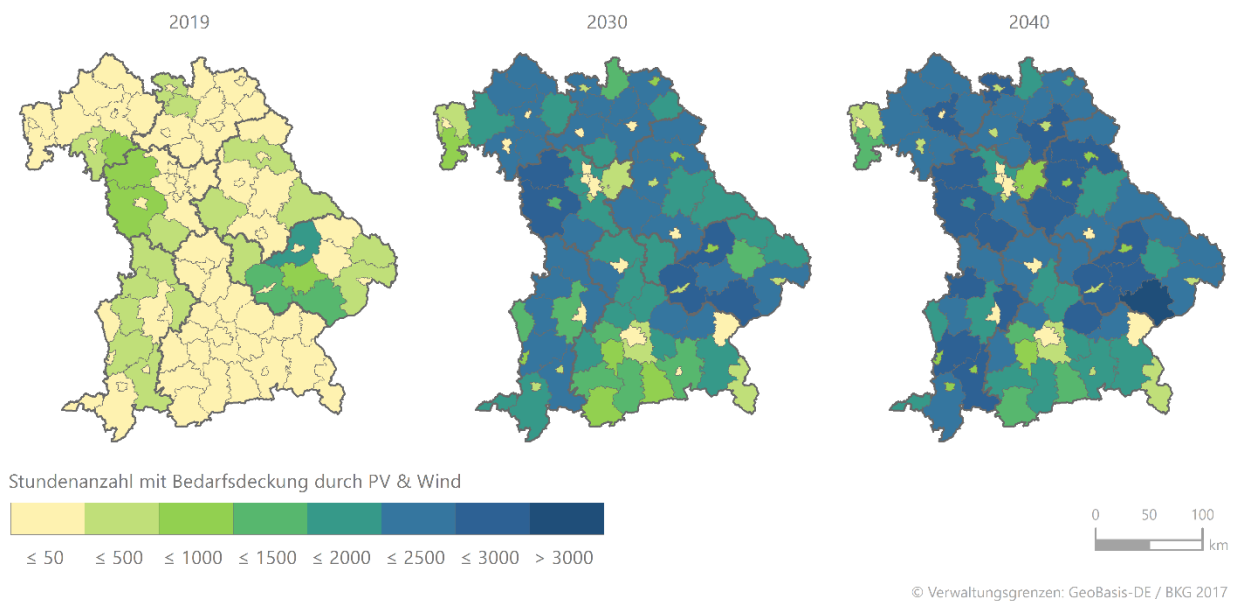 2019 2030 2040
Stundenanzahl mit Bedarfsdeckung durch PV & Wind
≤ 50 ≤ 500 ≤ 1000 ≤ 1500 ≤ 2000 ≤ 2500 ≤ 3000 > 3000
0 50 100
km
© Verwaltungsgrenzen: GeoBasis-DE / BKG 2017